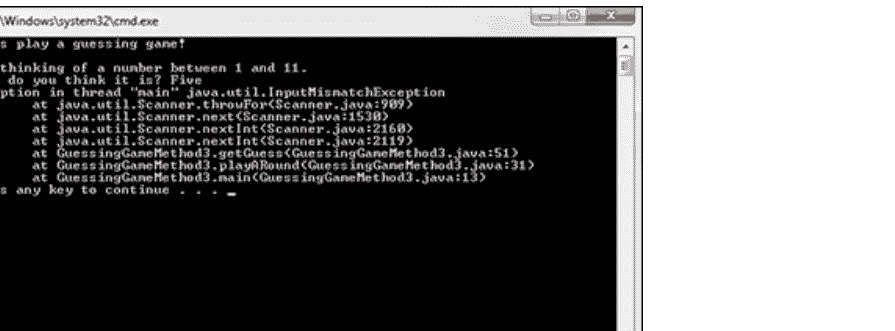 \Windows\system32\cmd.exe
s play a guessing game!
thinking of a number between 1 and 11.
do you think it is? Five
ption in thread "main" java.util.InputMismatchException
at java.util.Scanner.throwFor(Scanner.java:909)
at java.util.Scanner.next(Scanner.java:1530)
at java.util.Scanner.nextInt(Scanner.java:2160)
at java.util.Scanner.nextInt(Scanner.java:2119)
at GuessingGameMethod3.getGuess(GuessingGameMethod3.java:51)
at GuessingGameMethod3.playARound(GuessingGameMethod3.java:31)
at GuessingGameMethod3.main(GuessingGameMethod3.java:13)
s any key to continue . . . _